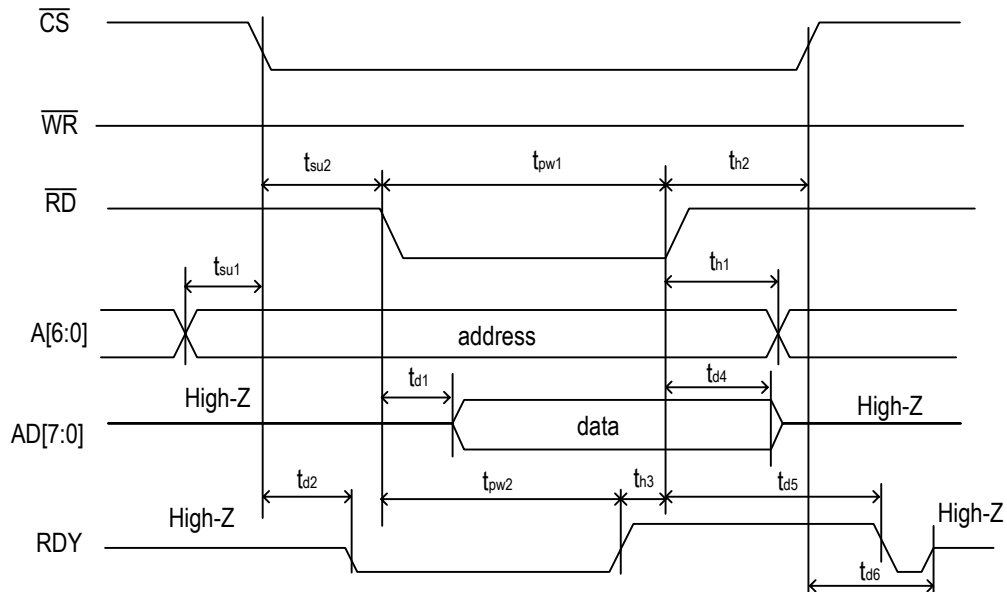 CS
WR
tsu2 tpw1 th2
RD
tsu1 th1
A[6:0] address
td1 td4
High-Z High-Z
AD[7:0] data
td2 tpw2 th3 td5
High-Z High-Z
RDY
td6